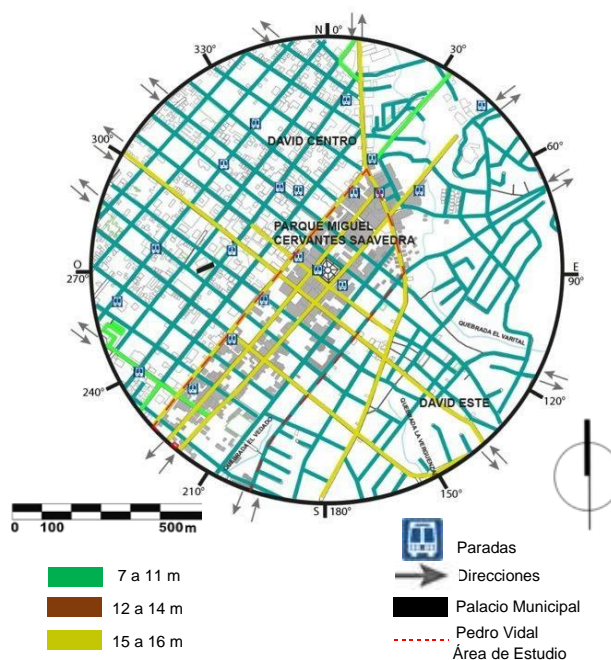 N 0°
330°
30°
300°
60°
DAVID CENTRO
PARQUE MIGUEL
CERVANTES SAAVEDRA
O
270°
E
90°
QUEBRADA EL VARITAL
240°
120°
DAVID ESTE
QUEBRADA LA VERGUENZA
QUEBRADA EL VEGADO
210°
150°
S 180°
0 100 500m
Paradas
Direcciones
7 a 11 m
12 a 14 m
15 a 16 m
Palacio Municipal
Pedro Vidal
Área de Estudio